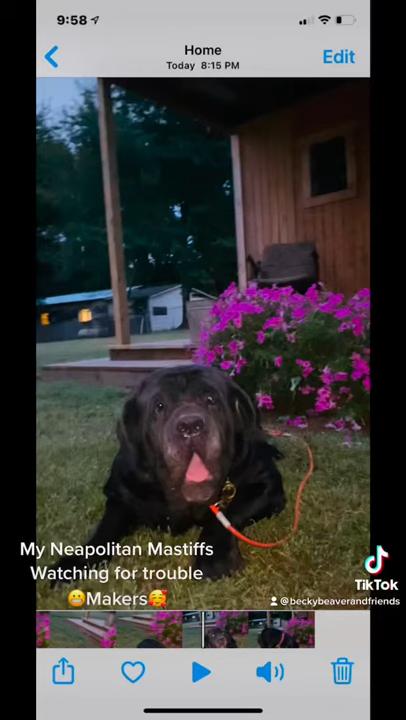 9:58
Home
Edit
Today 8:15 PM
My Neapolitan Mastiffs
Watching for trouble
😬Makers🥰
TikTok
@beckybeaverandfriends